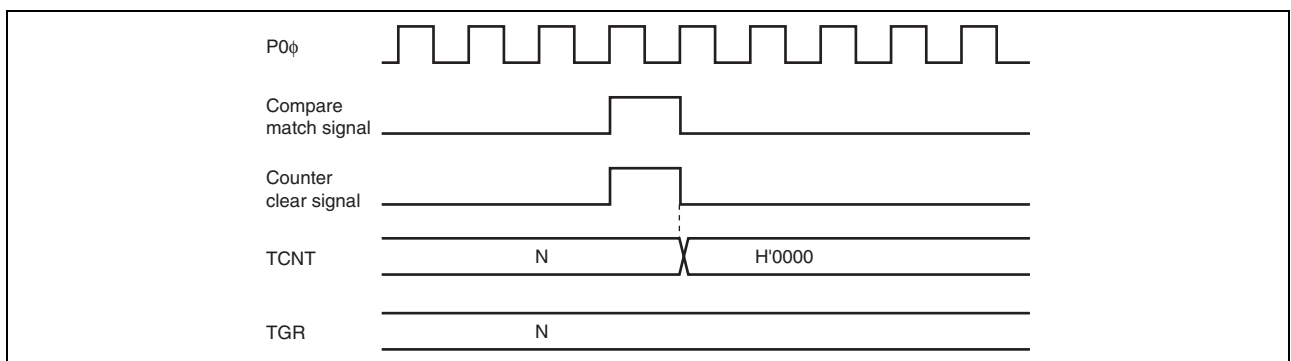 P0ϕ
Compare
match signal
Counter
clear signal
TCNT
N
H'0000
TGR
N